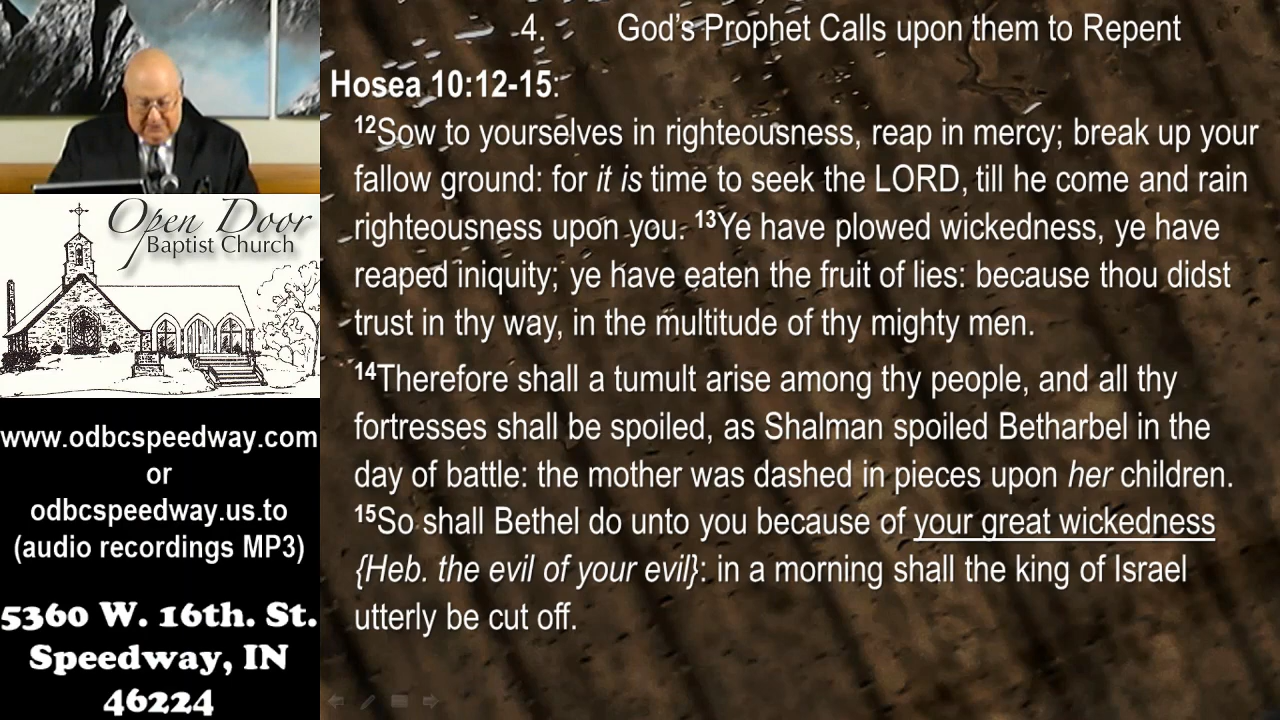 Open Door
Baptist Church
www.odbcspeedway.com
or
odbcspeedway.us.to
(audio recordings MP3)
5360 W. 16th. St.
Speedway, IN
46224
4. God’s Prophet Calls upon them to Repent
Hosea 10:12-15:
12Sow to yourselves in righteousness, reap in mercy; break up your
fallow ground: for it is time to seek the LORD, till he come and rain
righteousness upon you. 13Ye have plowed wickedness, ye have
reaped iniquity; ye have eaten the fruit of lies: because thou didst
trust in thy way, in the multitude of thy mighty men.
14Therefore shall a tumult arise among thy people, and all thy
fortresses shall be spoiled, as Shalman spoiled Betharbel in the
day of battle: the mother was dashed in pieces upon her children.
15So shall Bethel do unto you because of your great wickedness
{Heb. the evil of your evil}: in a morning shall the king of Israel
utterly be cut off.